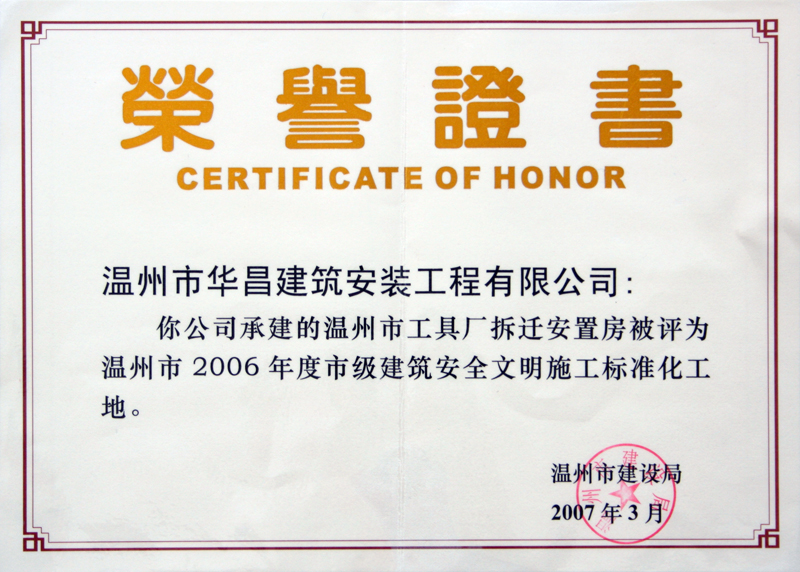 榮譽證書
CERTIFICATE OF HONOR
温州市华昌建筑安装工程有限公司：
你公司承建的温州市工具厂拆迁安置房被评为
温州市 2006 年度市级建筑安全文明施工标准化工
地。
温州市建设局
2007 年 3 月